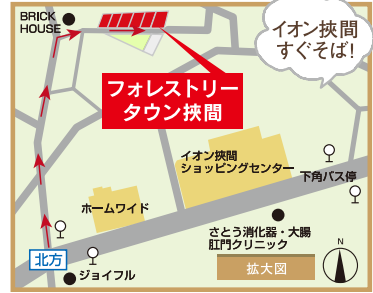 BRICK
HOUSE
イオン挾間
すぐそば!
フォレストリー
タウン挾間
イオン挾間
ショッピングセンター
下角バス停
ホームワイド
さとう消化器・大腸
肛門クリニック
北方
ジョイフル
拡大図
N